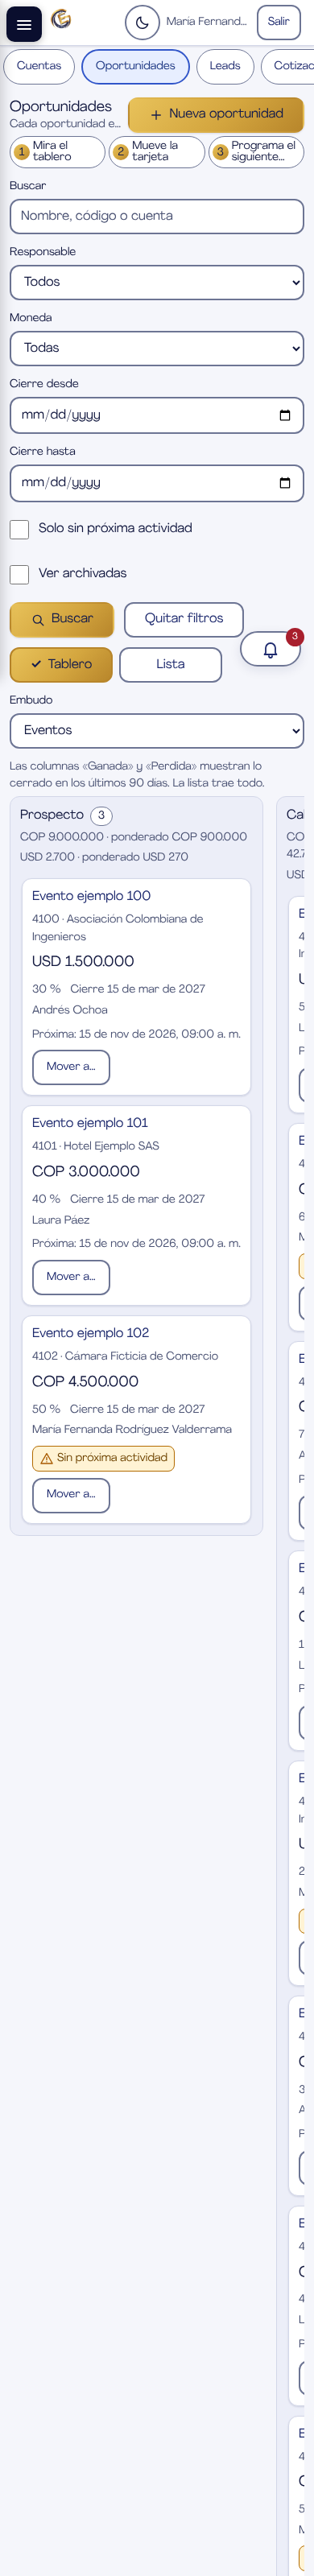 Maria Fernand...
Salir
Cuentas
Oportunidades
Leads
Cotizac
Oportunidades
Cada oportunidad e...
+ Nueva oportunidad
1 Mira el tablero
2 Mueve la tarjeta
3 Programa el siguiente...
Buscar
Nombre, código o cuenta
Responsable
Todos
Moneda
Todas
Cierre desde
mm/dd/yyyy
Cierre hasta
mm/dd/yyyy
Solo sin próxima actividad
Ver archivadas
Buscar
Quitar filtros
3
✓ Tablero
Lista
Embudo
Eventos
Las columnas «Ganada» y «Perdida» muestran lo
cerrado en los últimos 90 días. La lista trae todo.
Prospecto 3
COP 9.000.000 · ponderado COP 900.000
USD 2.700 · ponderado USD 270
Evento ejemplo 100
4100 · Asociación Colombiana de
Ingenieros
USD 1.500.000
30 % Cierre 15 de mar de 2027
Andrés Ochoa
Próxima: 15 de nov de 2026, 09:00 a. m.
Mover a...
Evento ejemplo 101
4101 · Hotel Ejemplo SAS
COP 3.000.000
40 % Cierre 15 de mar de 2027
Laura Páez
Próxima: 15 de nov de 2026, 09:00 a. m.
Mover a...
Evento ejemplo 102
4102 · Cámara Ficticia de Comercio
COP 4.500.000
50 % Cierre 15 de mar de 2027
María Fernanda Rodríguez Valderrama
Sin próxima actividad
Mover a...